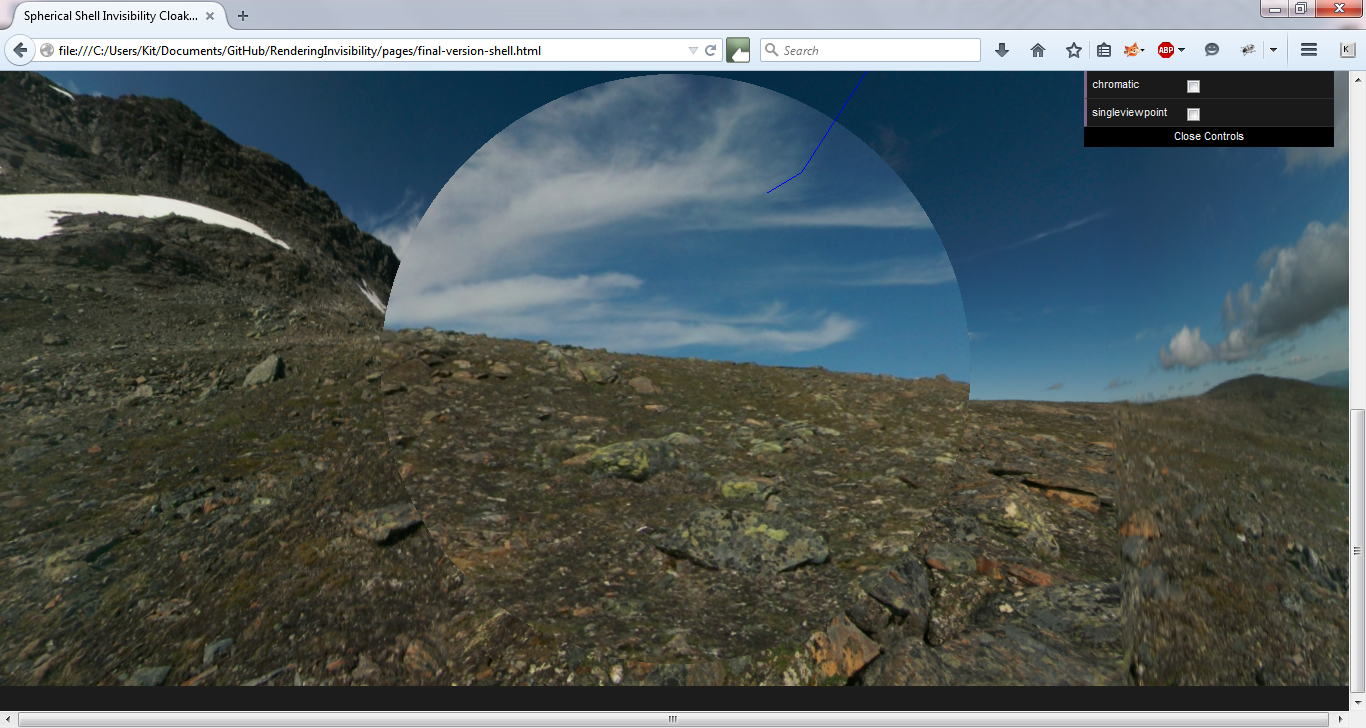 Spherical Shell Invisibility Cloak...
file:///C:/Users/Kit/Documents/GitHub/RenderingInvisibility/pages/final-version-shell.html
Search
ABP
K
chromatic
singleviewpoint
Close Controls